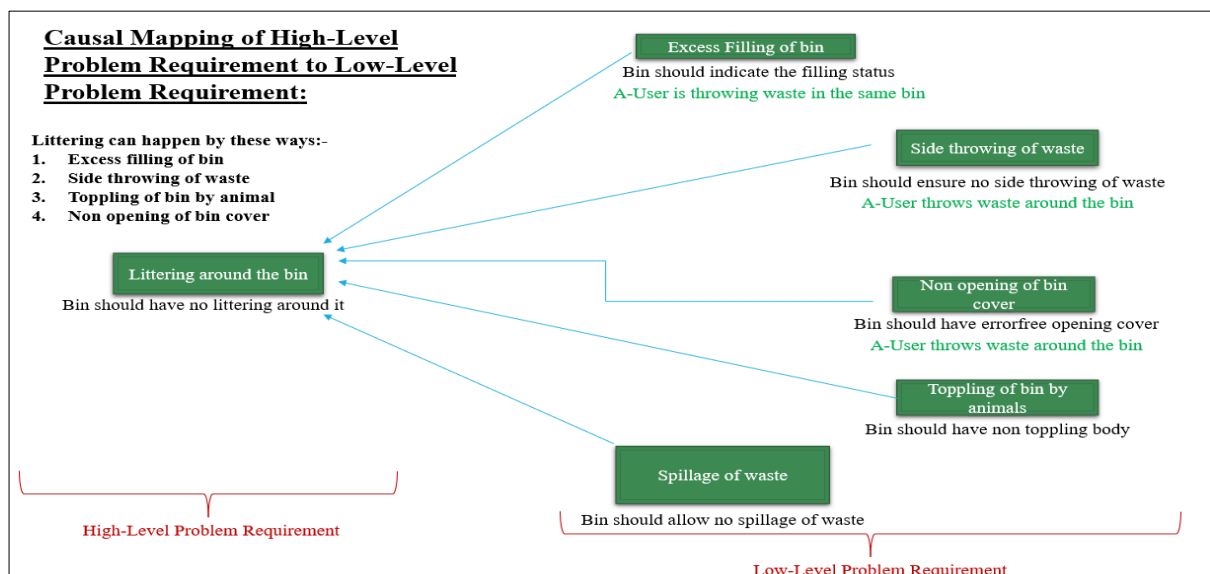 Causal Mapping of High-Level
Problem Requirement to Low-Level
Problem Requirement:
Littering can happen by these ways:-
1. Excess filling of bin
2. Side throwing of waste
3. Toppling of bin by animal
4. Non opening of bin cover
Littering around the bin
Bin should have no littering around it
High-Level Problem Requirement
Excess Filling of bin
Bin should indicate the filling status
A-User is throwing waste in the same bin
Side throwing of waste
Bin should ensure no side throwing of waste
A-User throws waste around the bin
Non opening of bin
cover
Bin should have errorfree opening cover
A-User throws waste around the bin
Toppling of bin by
animals
Bin should have non toppling body
Spillage of waste
Bin should allow no spillage of waste
Low-Level Problem Requirement